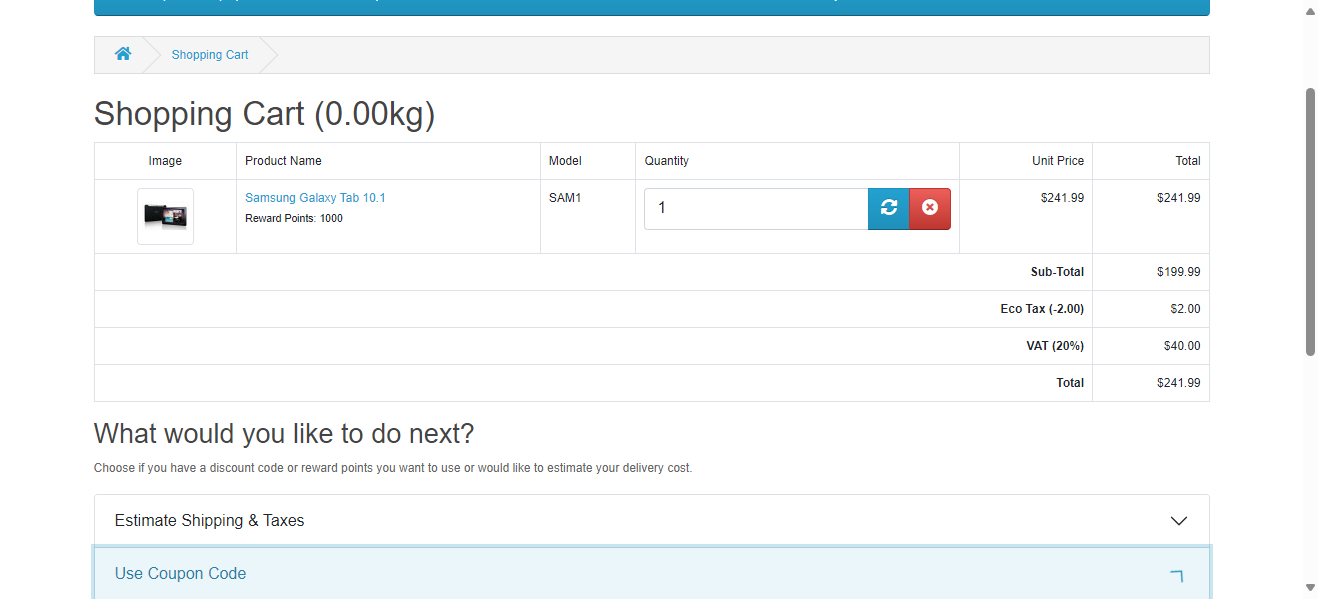 Shopping Cart
Shopping Cart (0.00kg)
Image Product Name Model Quantity Unit Price Total
Samsung Galaxy Tab 10.1 SAM1 1 $241.99 $241.99
Reward Points: 1000
Sub-Total $199.99
Eco Tax (-2.00) $2.00
VAT (20%) $40.00
Total $241.99
What would you like to do next?
Choose if you have a discount code or reward points you want to use or would like to estimate your delivery cost.
Estimate Shipping & Taxes
Use Coupon Code